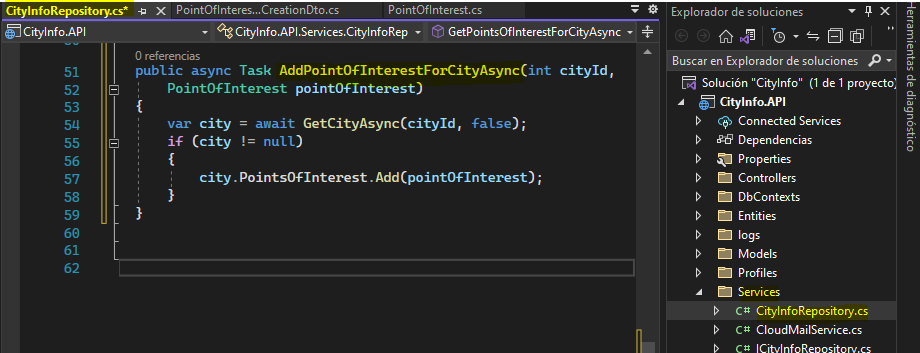 CityInfoRepository.cs*
PointOfInteres...CreationDto.cs
PointOfInterest.cs
CityInfo.API
CityInfo.API.Services.CityInfoRep
GetPointsOfInterestForCityAsync
0 referencias
51 public async Task AddPointOfInterestForCityAsync(int cityId,
52 PointOfInterest pointOfInterest)
53 {
54 var city = await GetCityAsync(cityId, false);
55 if (city != null)
56 {
57 city.PointsOfInterest.Add(pointOfInterest);
58 }
59 }
60
61
62
Explorador de soluciones
Buscar en Explorador de soluciones
Solución "CityInfo" (1 de 1 proyecto)
CityInfo.API
Connected Services
Dependencias
Properties
Controllers
DbContexts
Entities
logs
Models
Profiles
Services
C# CityInfoRepository.cs
C# CloudMailService.cs
C# ICityInfoRepository.cs
Herramientas de diagnóstico